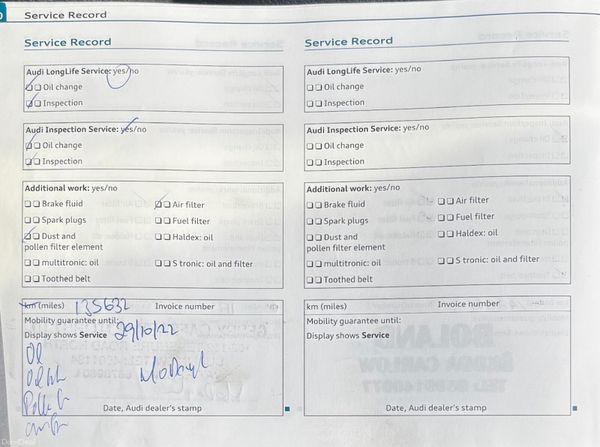 Service Record
Service Record
Audi LongLife Service: yes/no
Oil change
Inspection
Audi Inspection Service: yes/no
Oil change
Inspection
Additional work: yes/no
Brake fluid
Air filter
Spark plugs
Fuel filter
Dust and
pollen filter element
Haldex: oil
multitronic: oil
S tronic: oil and filter
Toothed belt
km (miles) 135632 Invoice number
Mobility guarantee until:
Display shows Service 29/10/22
Oil
Date, Audi dealer's stamp
Service Record
Audi LongLife Service: yes/no
Oil change
Inspection
Audi Inspection Service: yes/no
Oil change
Inspection
Additional work: yes/no
Brake fluid
Air filter
Spark plugs
Fuel filter
Dust and
pollen filter element
Haldex: oil
multitronic: oil
S tronic: oil and filter
Toothed belt
km (miles) Invoice number
Mobility guarantee until:
Display shows Service
Date, Audi dealer's stamp
DoneDeal